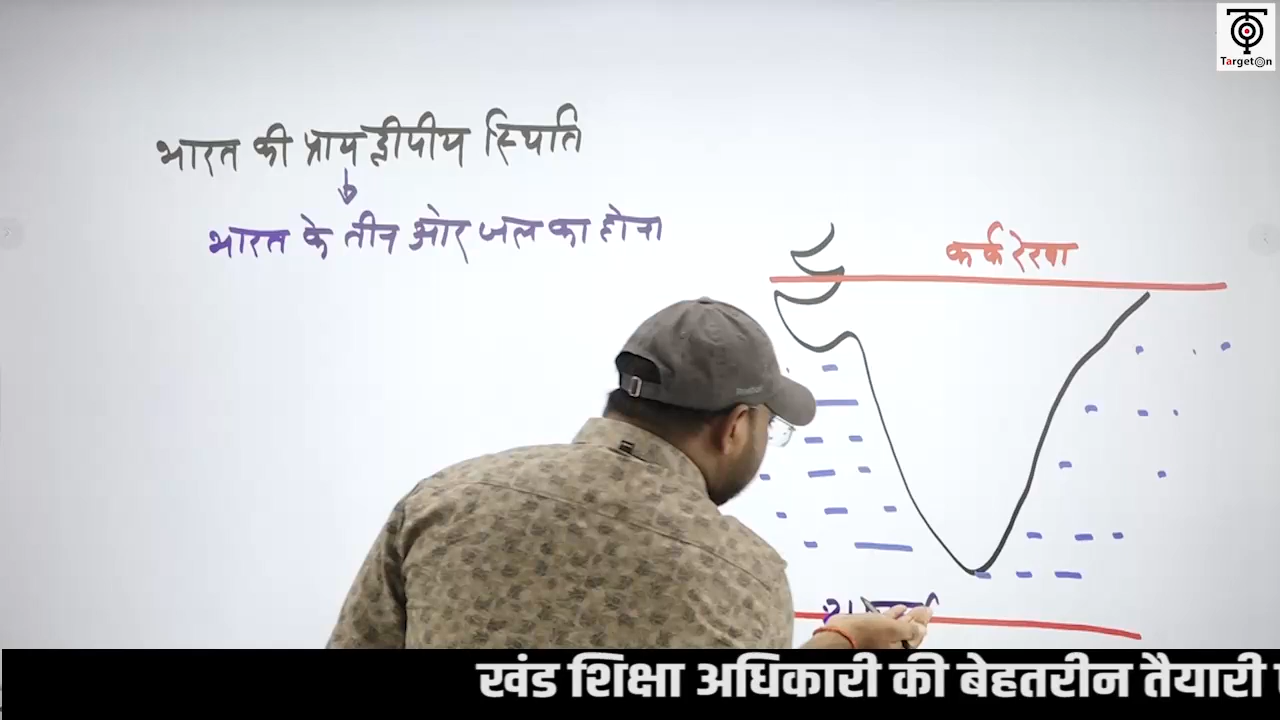 TargetOn
भारत की प्रायद्वीपीय स्थिति
भारत के तीन ओर जल का होना
कर्क रेखा
खंड शिक्षा अधिकारी की बेहतरीन तैयारी